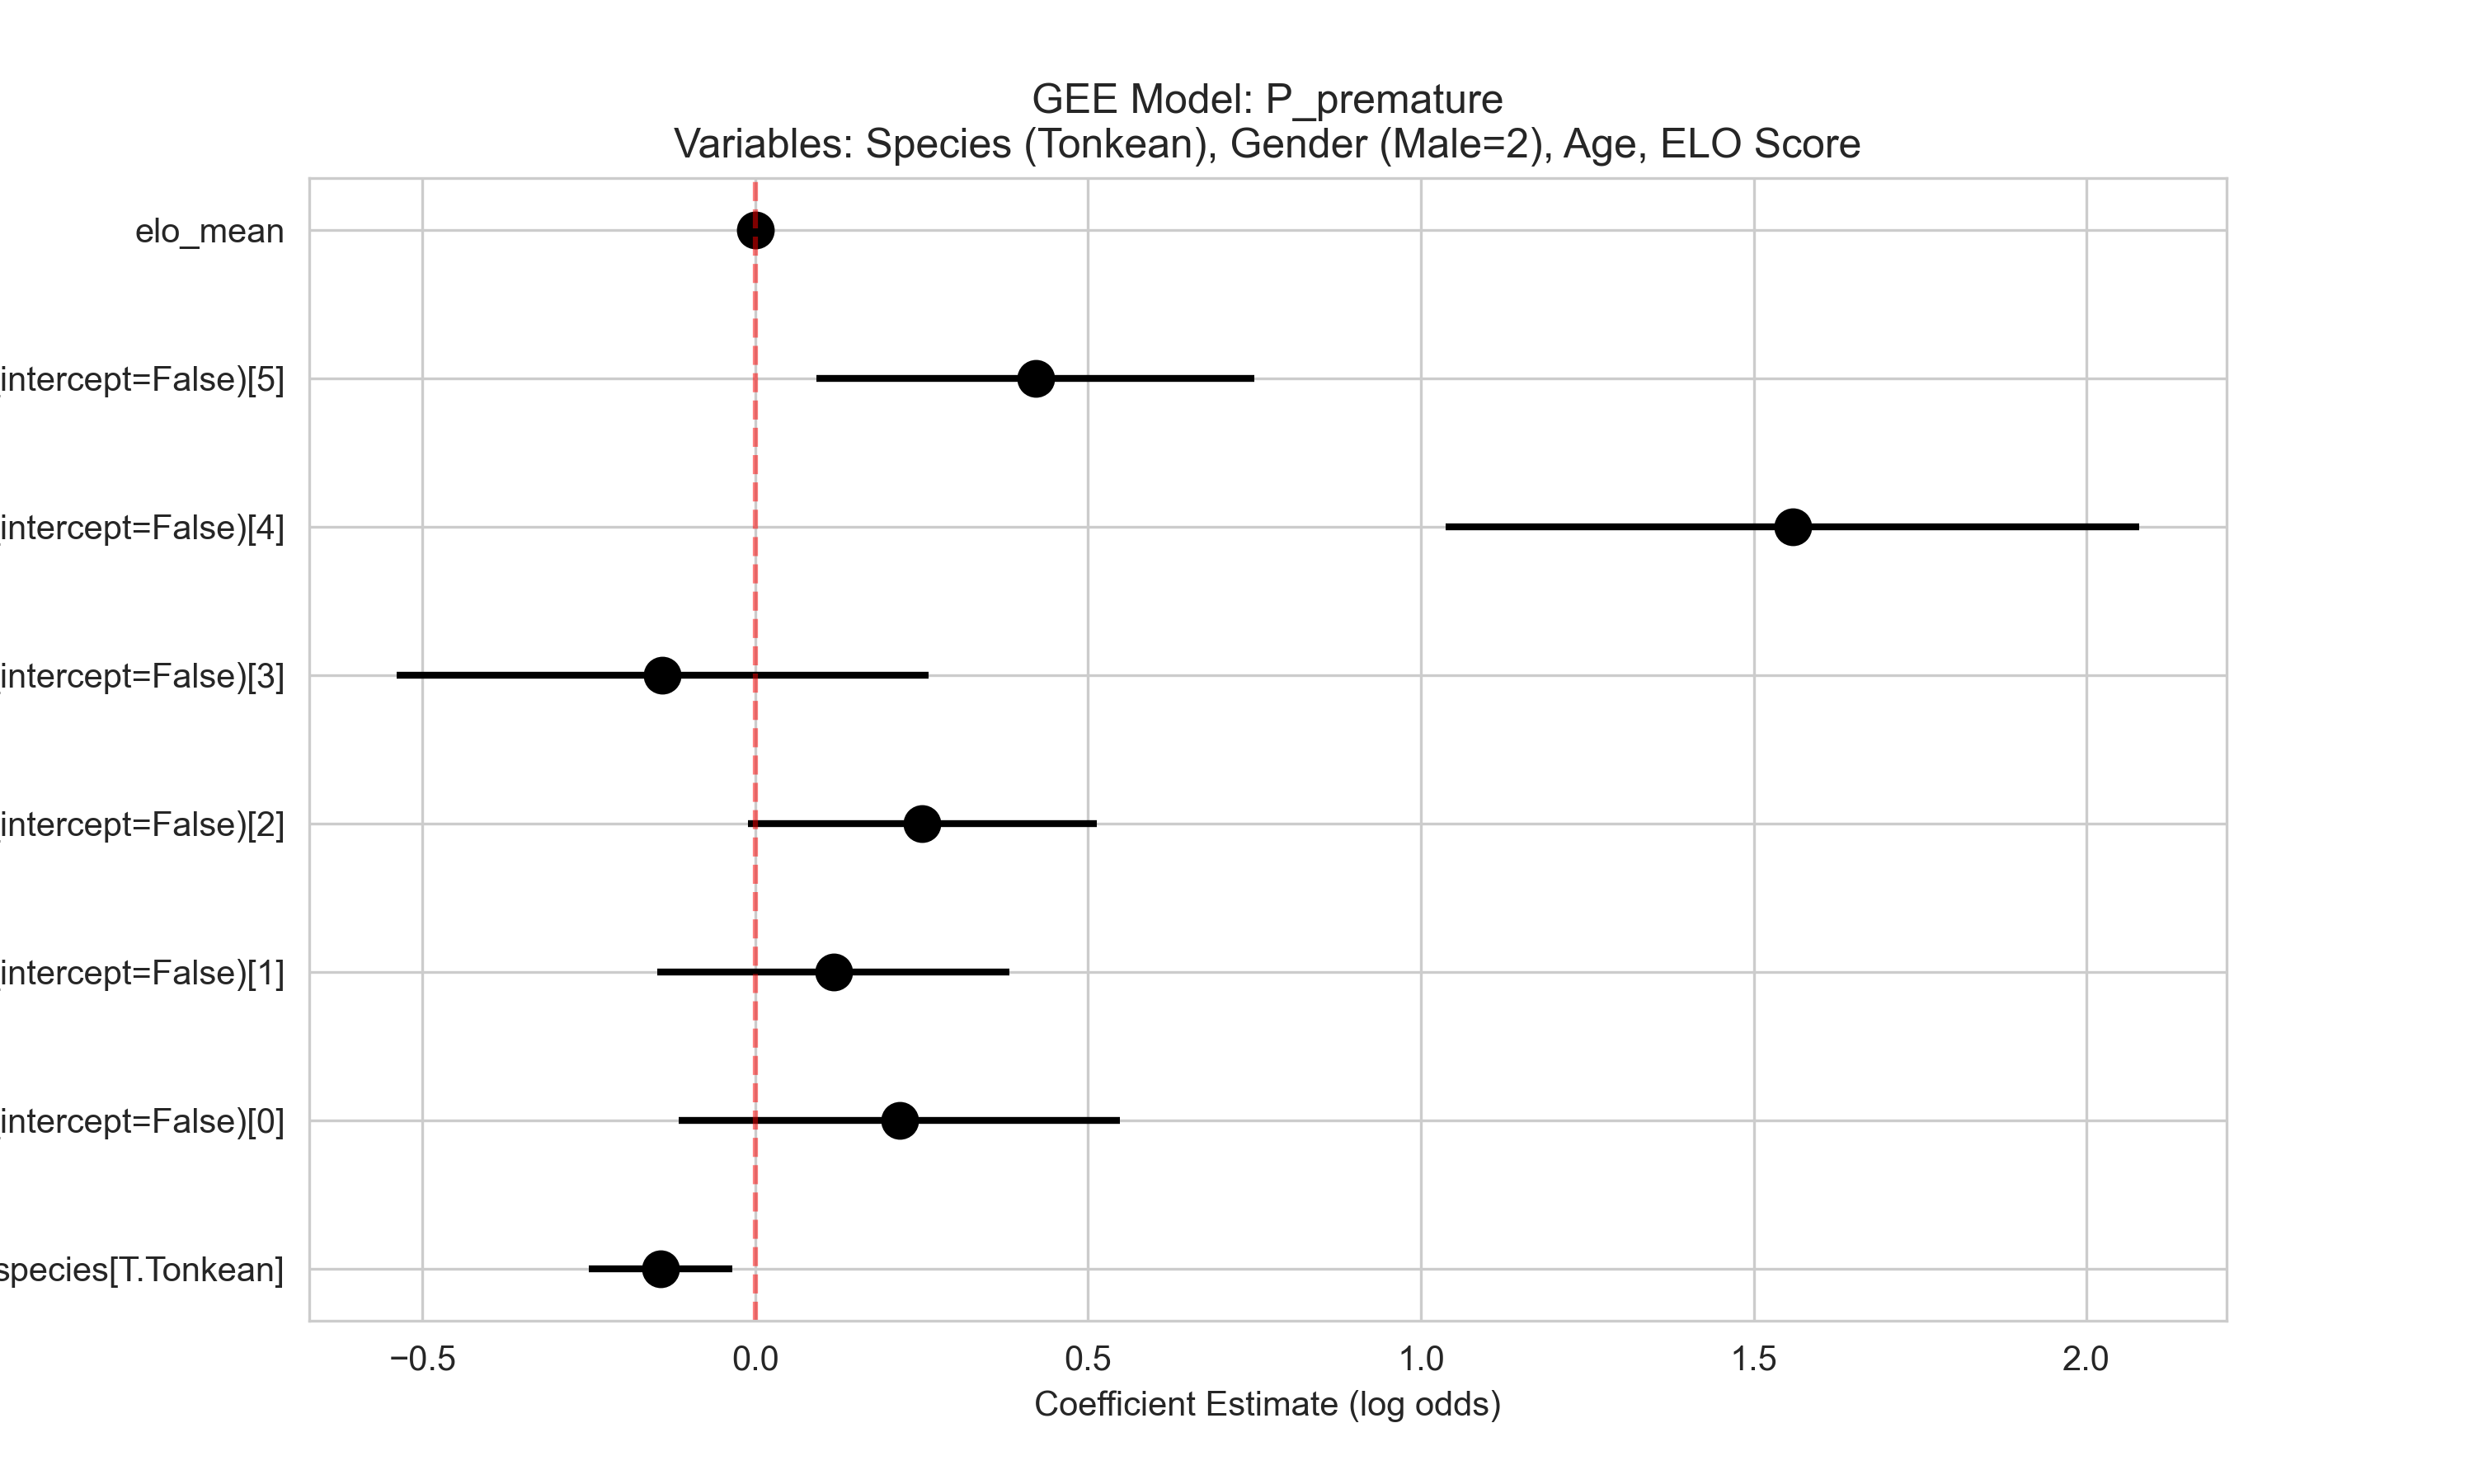 GEE Model: P_premature
Variables: Species (Tonkean), Gender (Male=2), Age, ELO Score
elo_mean
intercept=False)[5]
intercept=False)[4]
intercept=False)[3]
intercept=False)[2]
intercept=False)[1]
intercept=False)[0]
species[T.Tonkean]
−0.5 0.0 0.5 1.0 1.5 2.0
Coefficient Estimate (log odds)